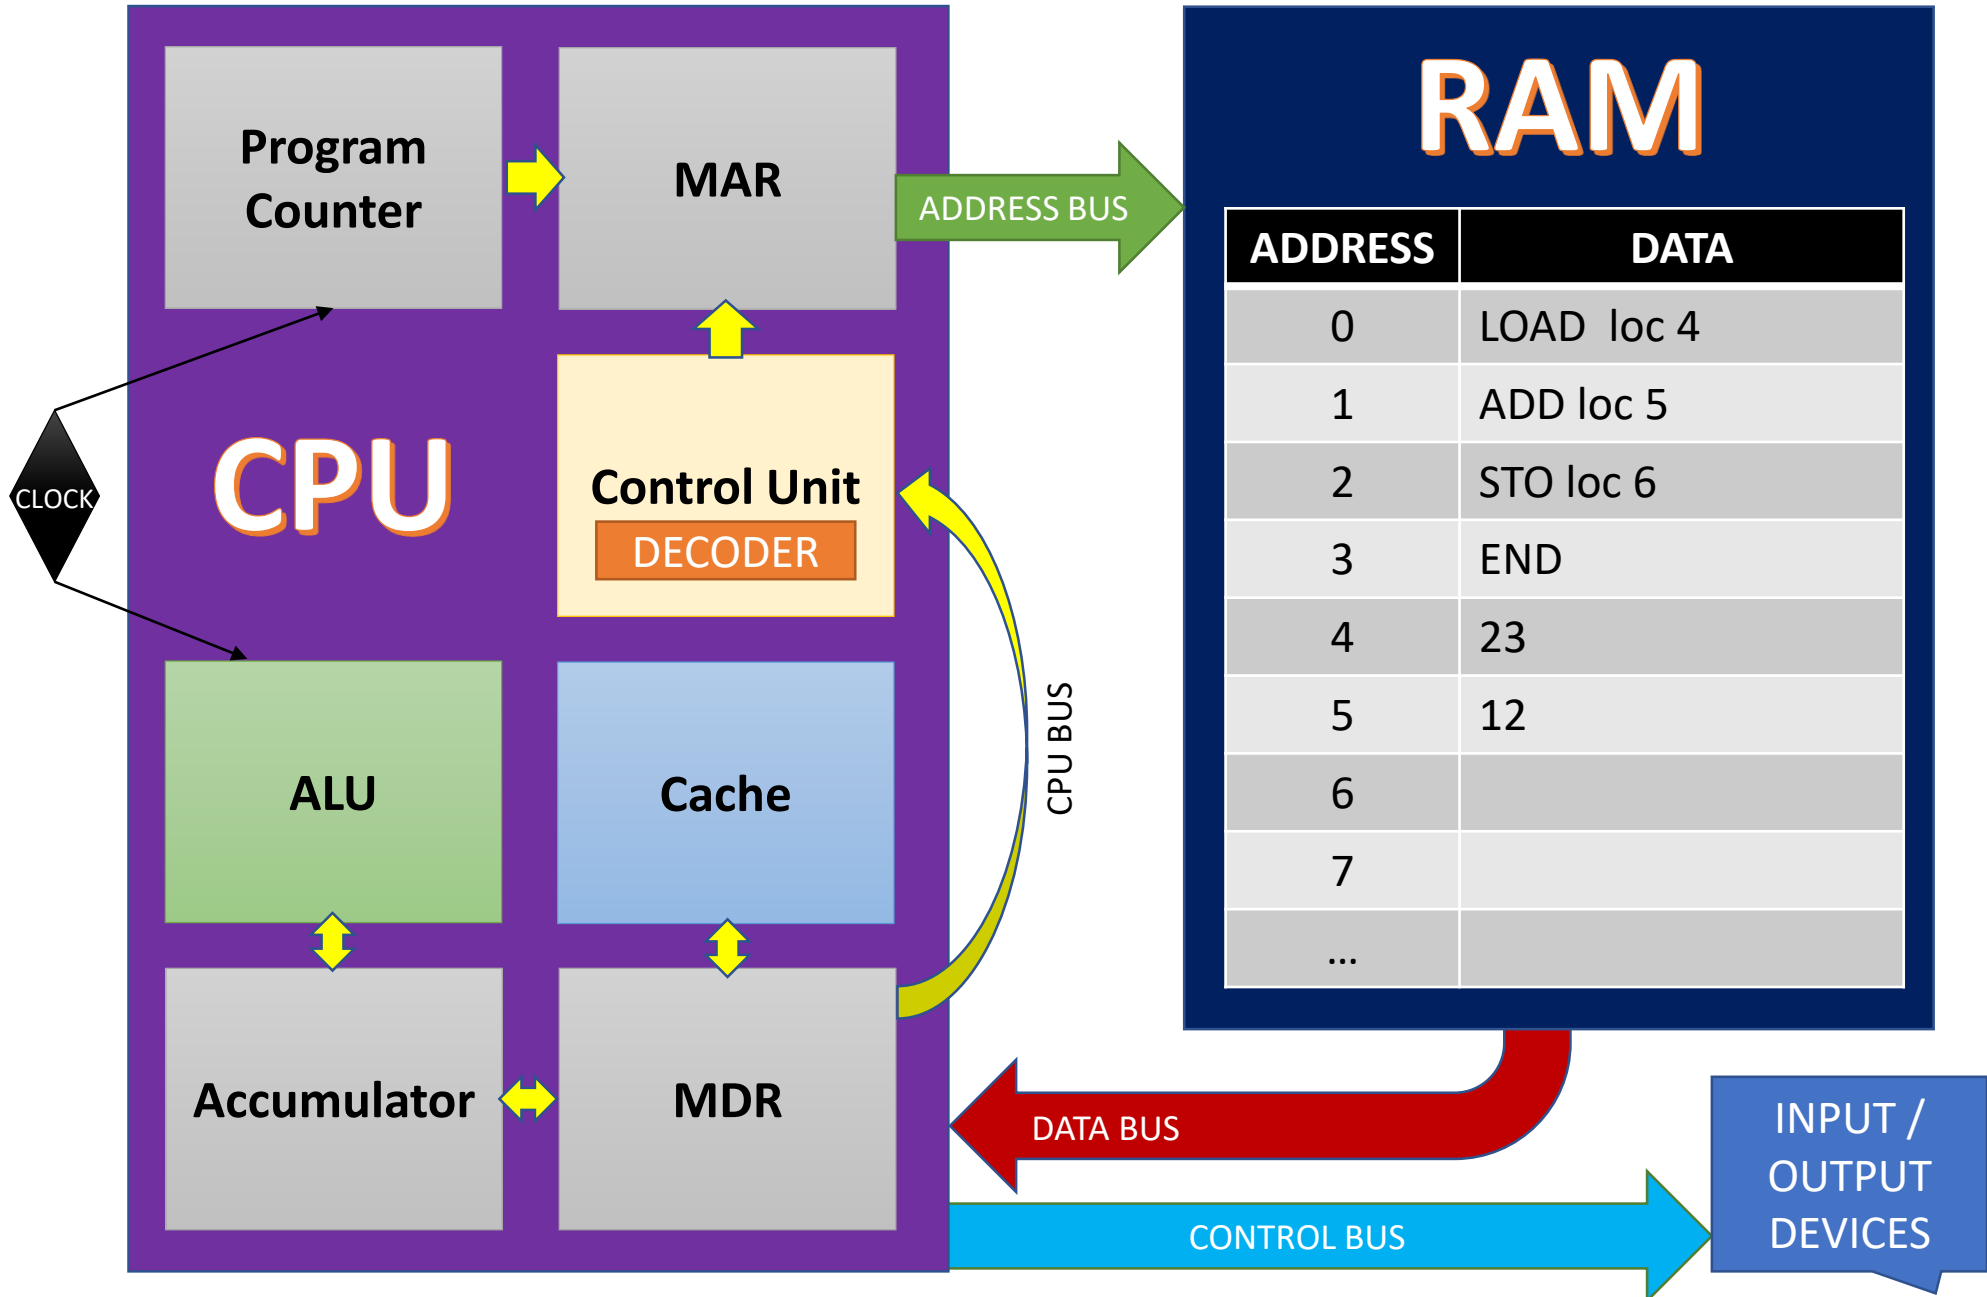 Program
Counter
MAR
ADDRESS BUS
CPU
CLOCK
Control Unit
DECODER
ALU
Cache
CPU BUS
Accumulator
MDR
RAM
ADDRESS DATA
0 LOAD  loc 4
1 ADD loc 5
2 STO loc 6
3 END
4 23
5 12
6
7
...
DATA BUS
CONTROL BUS
INPUT /
OUTPUT
DEVICES